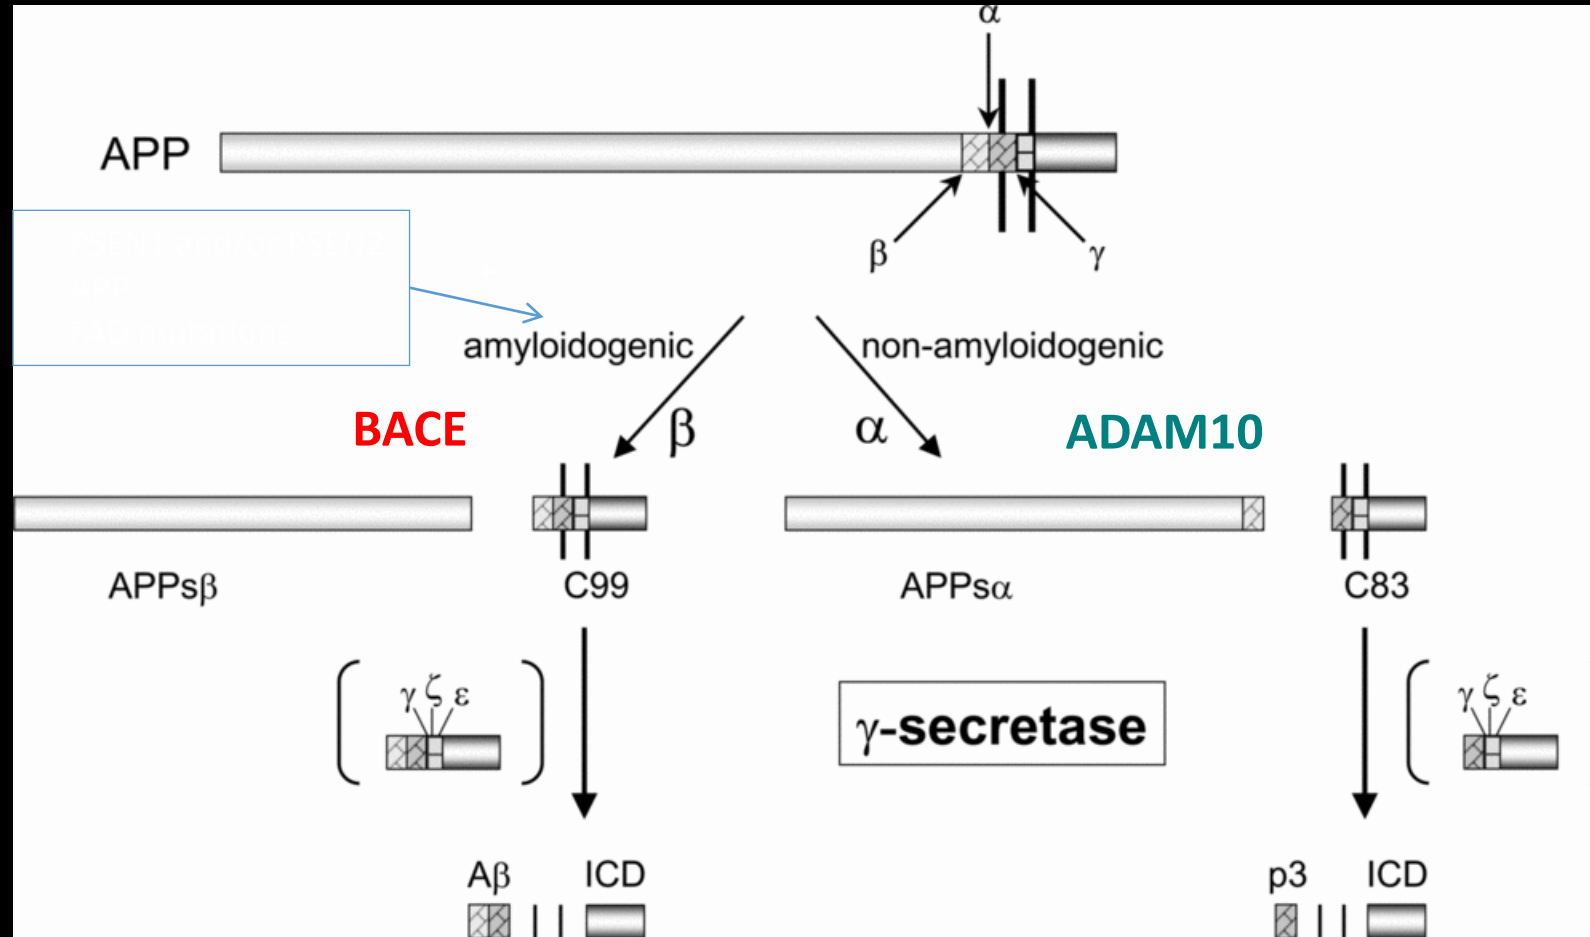 α
APP
β
γ
amyloidogenic
non-amyloidogenic
BACE
β
α
ADAM10
APPsβ
C99
APPsα
C83
γ ζ ε
γ-secretase
γ ζ ε
Aβ
ICD
p3
ICD